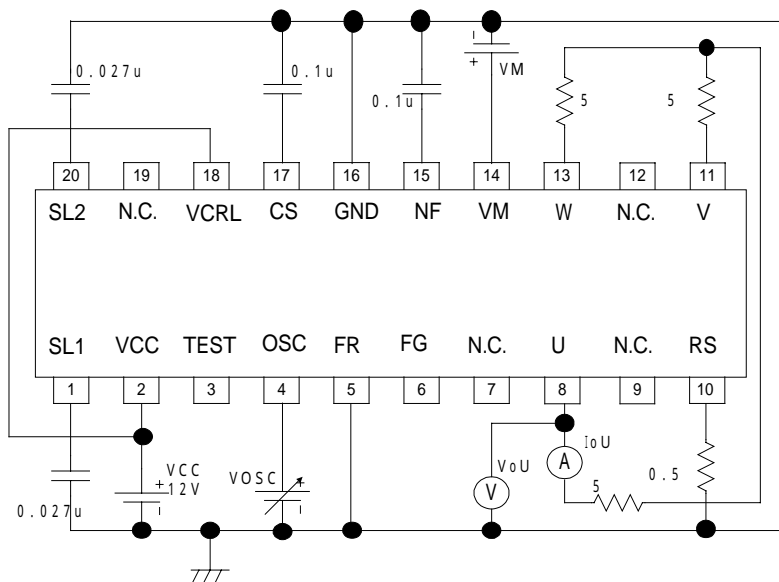 0.027u
0.1u
0.1u
- + VM
5
5
20 19 18 17 16 15 14 13 12 11
SL2 N.C. VCRL CS GND NF VM W N.C. V
SL1 VCC TEST OSC FR FG N.C. U N.C. RS
1 2 3 4 5 6 7 8 9 10
0.027u
+ - VCC
12V
VOSC + -
VoU
V
IoU
A
5
0.5